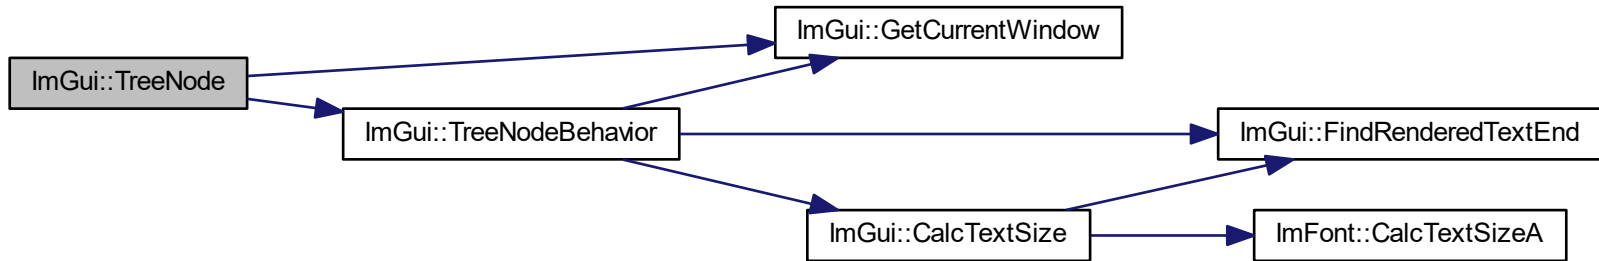 ImGui::TreeNode
ImGui::GetCurrentWindow
ImGui::TreeNodeBehavior
ImGui::FindRenderedTextEnd
ImGui::CalcTextSize
ImFont::CalcTextSizeA